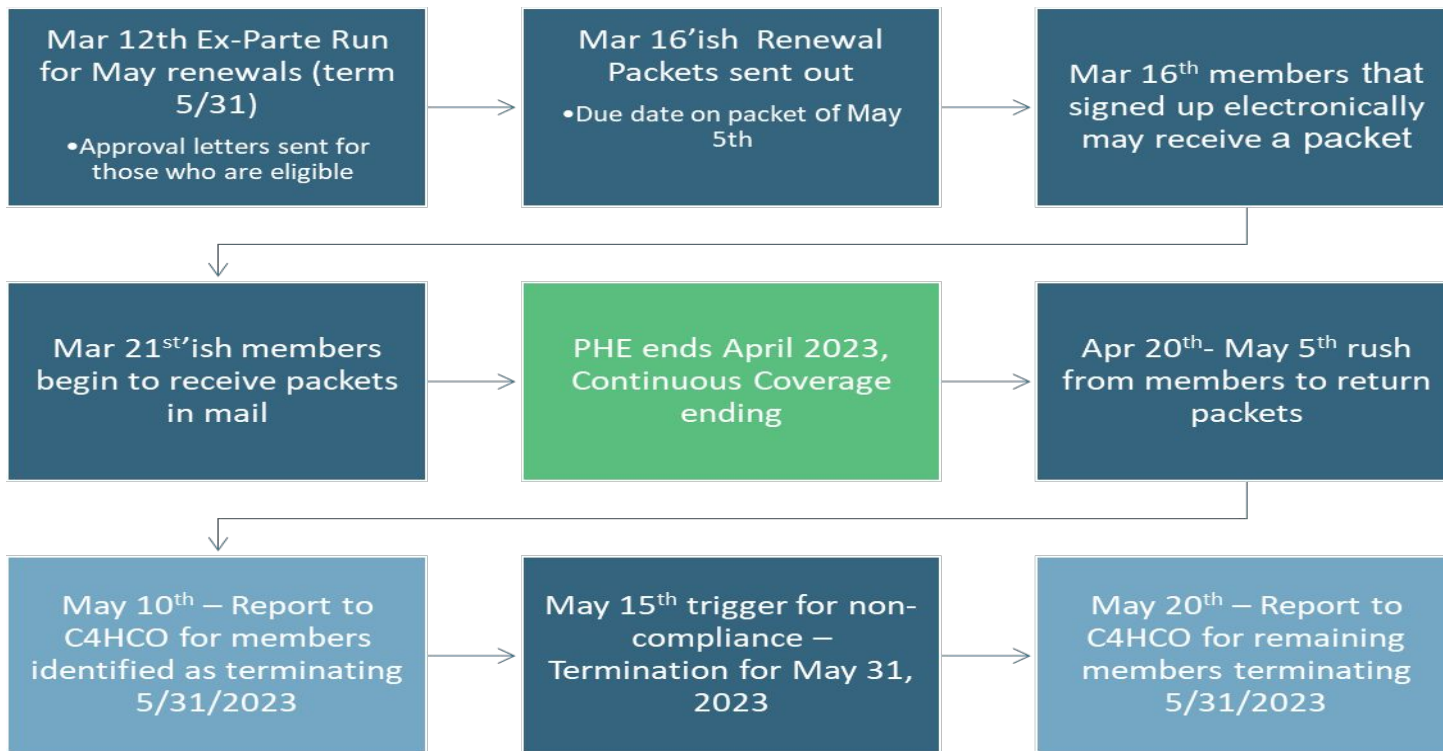 Mar 12th Ex-Parte Run
for May renewals (term
5/31)
•Approval letters sent for
those who are eligible
Mar 16’ish Renewal
Packets sent out
•Due date on packet of May
5th
Mar 16th members that
signed up electronically
may receive a packet
Mar 21st’ish members
begin to receive packets
in mail
PHE ends April 2023,
Continuous Coverage
ending
Apr 20th- May 5th rush
from members to return
packets
May 10th – Report to
C4HCO for members
identified as terminating
5/31/2023
May 15th trigger for non-
compliance –
Termination for May 31,
2023
May 20th – Report to
C4HCO for remaining
members terminating
5/31/2023